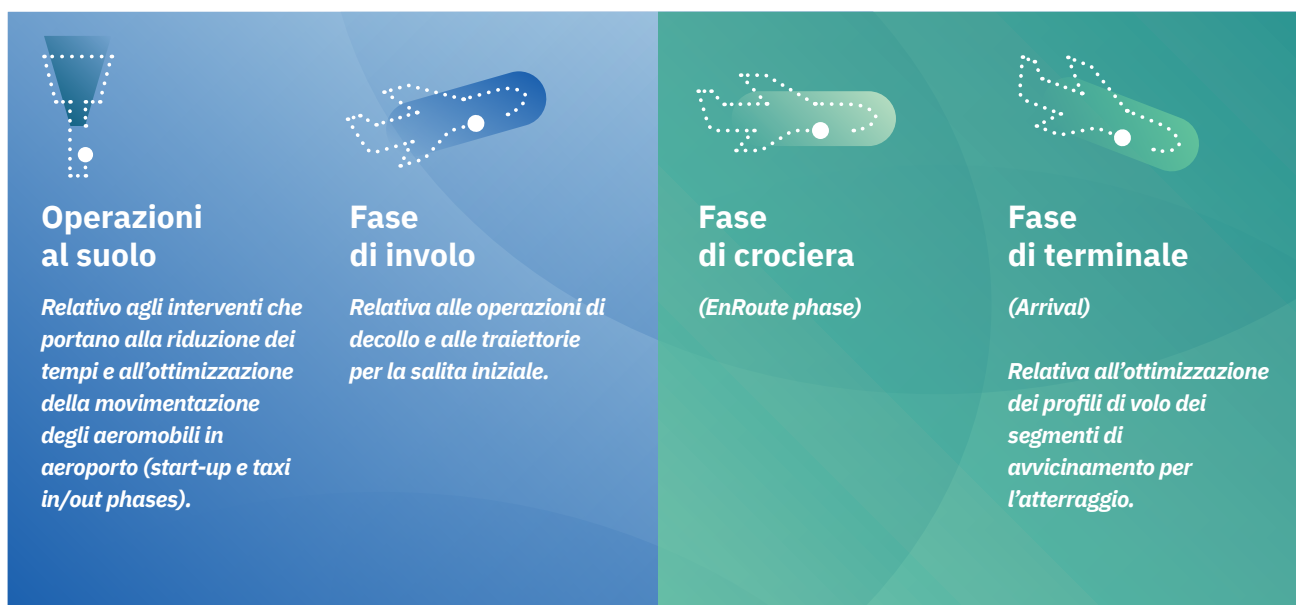 Operazioni
al suolo
Relativo agli interventi che
portano alla riduzione dei
tempi e all’ottimizzazione
della movimentazione
degli aeromobili in
aeroporto (start-up e taxi
in/out phases).
Fase
di involo
Relativa alle operazioni di
decollo e alle traiettorie
per la salita iniziale.
Fase
di crociera
(EnRoute phase)
Fase
di terminale
(Arrival)
Relativa all’ottimizzazione
dei profili di volo dei
segmenti di
avvicinamento per
l’atterraggio.